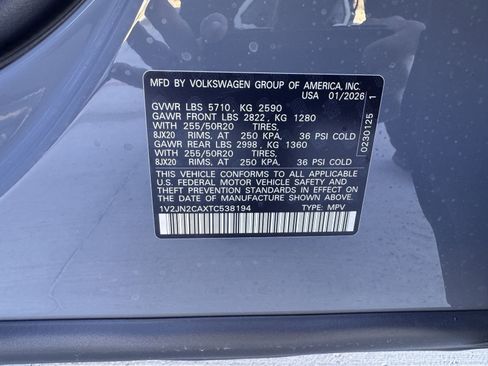 MFD BY VOLKSWAGEN GROUP OF AMERICA, INC.
USA 01/2026
GVWR LBS 5710, KG 2590
GAWR FRONT LBS 2822, KG 1280
WITH 255/50R20 TIRES,
8JX20 RIMS, AT 250 KPA, 36 PSI COLD
GAWR REAR LBS 2998, KG 1360
WITH 255/50R20 TIRES,
8JX20 RIMS, AT 250 KPA, 36 PSI COLD
THIS VEHICLE CONFORMS TO ALL APPLICABLE
U.S. FEDERAL MOTOR VEHICLE SAFETY AND
THEFT PREVENTION STANDARDS IN EFFECT ON
THE DATE OF MANUFACTURE SHOWN ABOVE.
1V2JN2CAXTC538194 TYPE: MPV
0230125 1